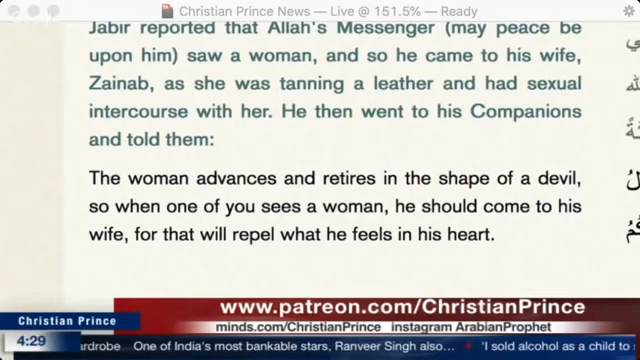 Christian Prince News — Live @ 151.5% — Ready
Jabir reported that Allah's Messenger (may peace be
upon him) saw a woman, and so he came to his wife,
Zainab, as she was tanning a leather and had sexual
intercourse with her. He then went to his Companions
and told them:
The woman advances and retires in the shape of a devil,
so when one of you sees a woman, he should come to his
wife, for that will repel what he feels in his heart.
www.patreon.com/ChristianPrince
minds.com/ChristianPrince instagram ArabianProphet
Christian Prince
4:29
ardrobe One of India's most bankable stars, Ranveer Singh also... 'I sold alcohol as a child to